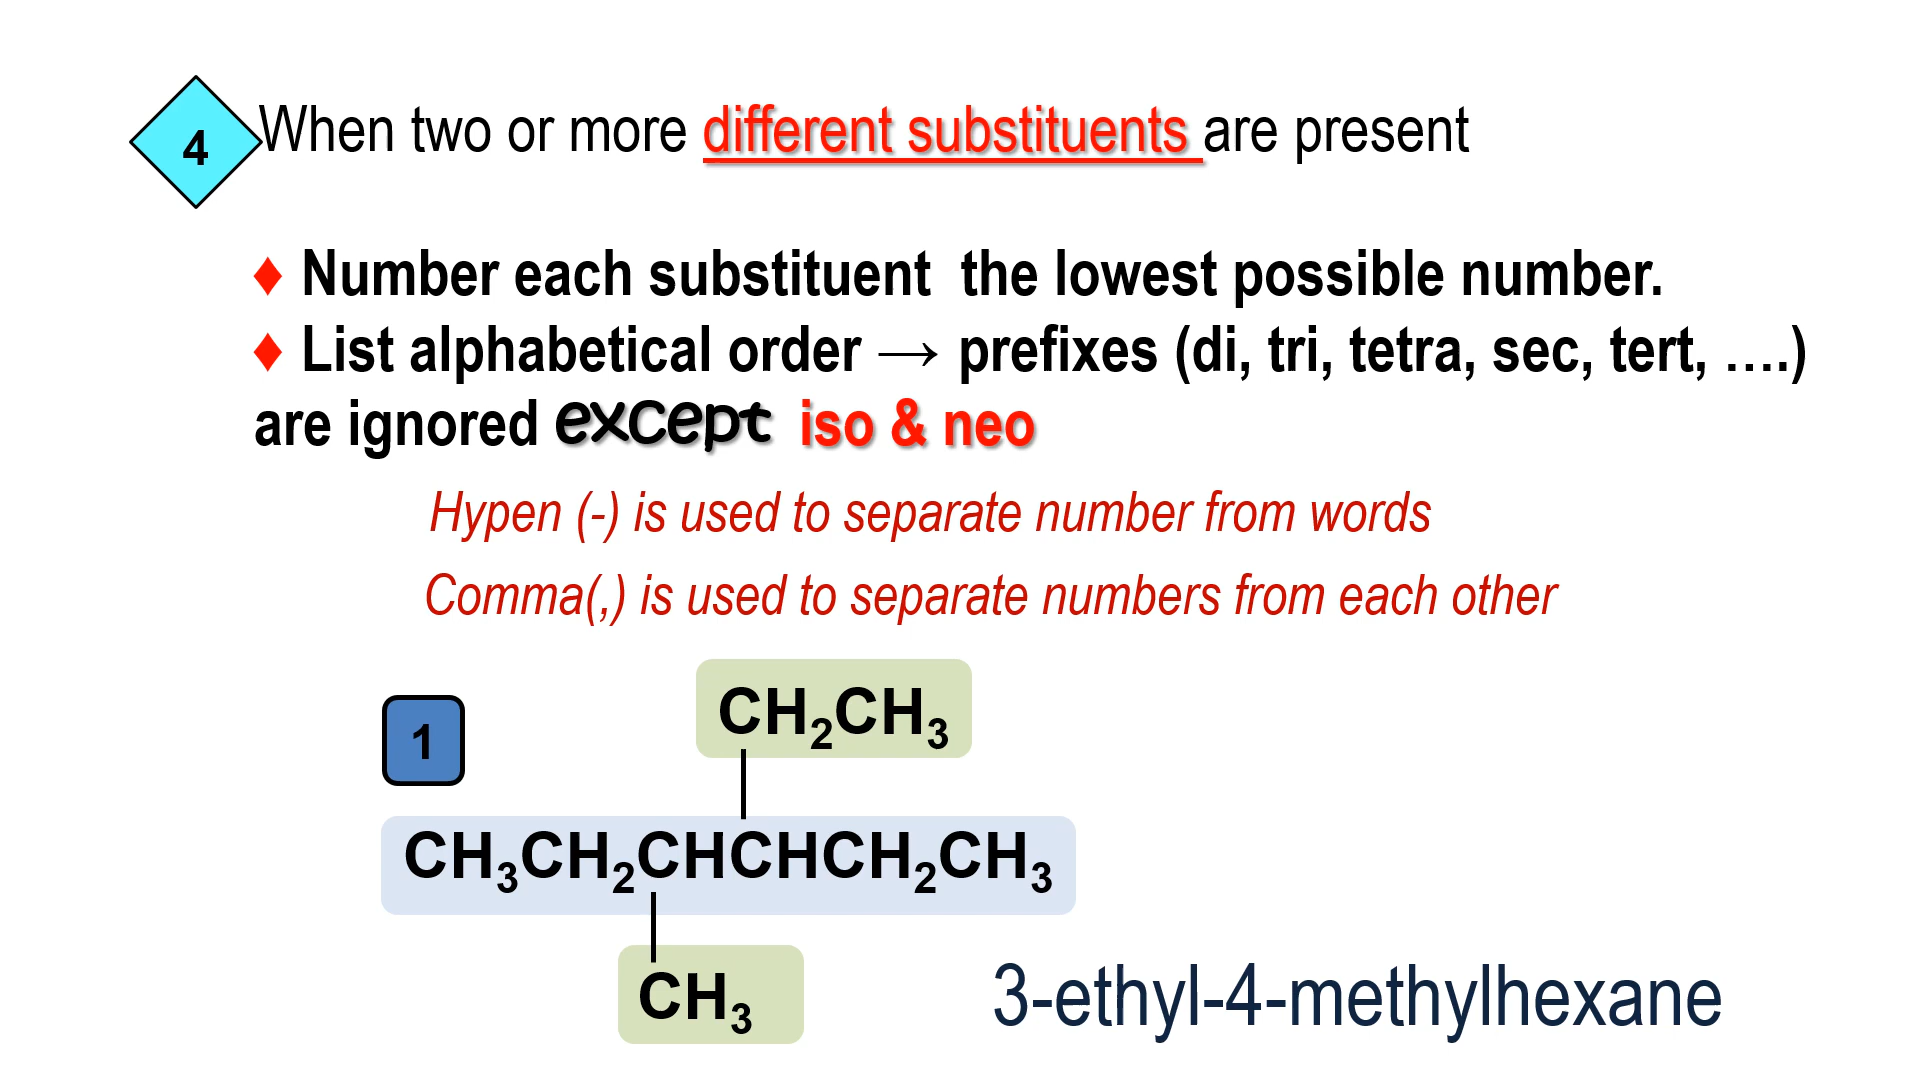 4
When two or more different substituents are present
♦ Number each substituent the lowest possible number.
♦ List alphabetical order → prefixes (di, tri, tetra, sec, tert, ….)
are ignored except iso & neo
Hypen (-) is used to separate number from words
Comma(,) is used to separate numbers from each other
1
CH₂CH₃
CH₃CH₂CHCHCH₂CH₃
CH₃
3-ethyl-4-methylhexane